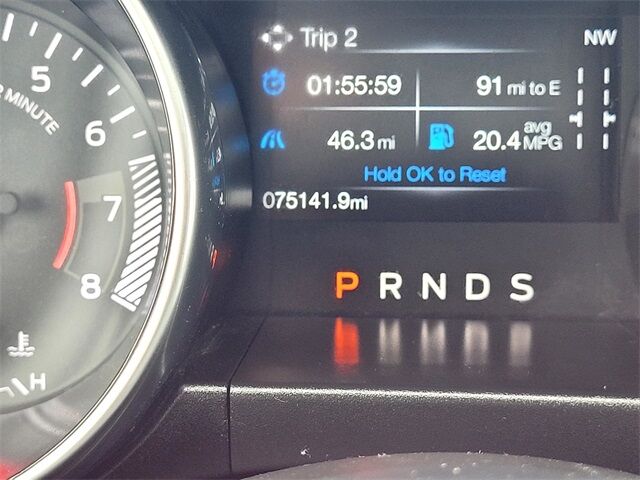 Trip 2
NW
01:55:59
91 mi to E
46.3 mi
20.4 avg MPG
Hold OK to Reset
075141.9mi
P R N D S
5
MINUTE
6
7
8
H